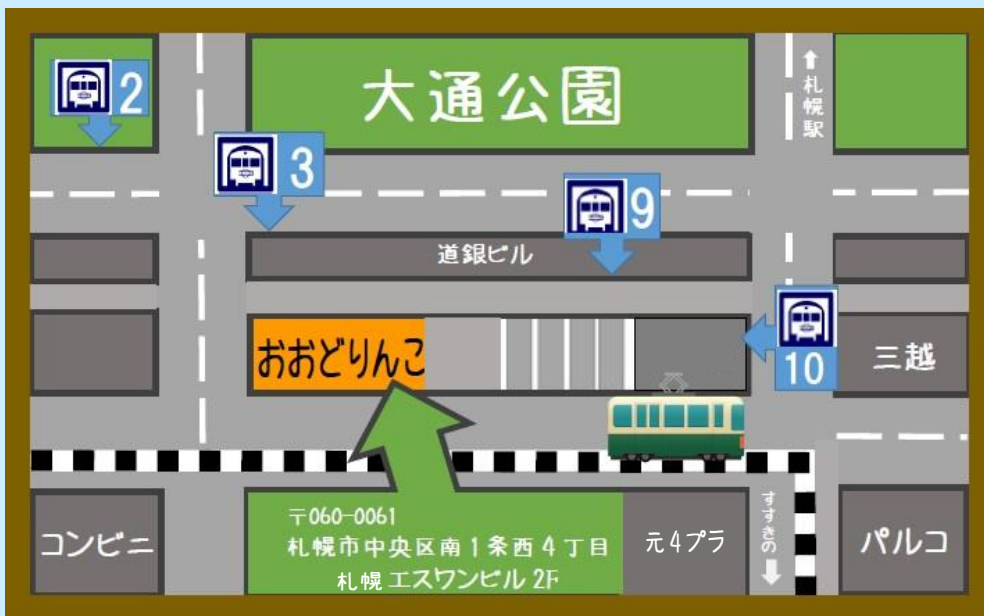 2
大通公園
↑札幌駅
3
9
道銀ビル
おおどりんこ
10
三越
コンビニ
〒060-0061
札幌市中央区南1条西4丁目
札幌エスワンビル 2F
元4プラ
すすきの
パルコ